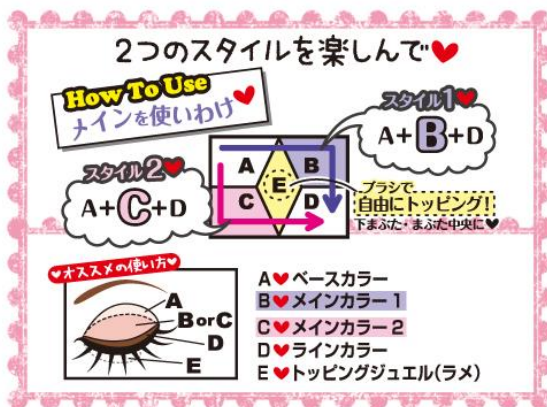 2つのスタイルを楽しんで♥
How To Use
メインを使いわけ♥
スタイル1♥
A+B+D
スタイル2♥
A+C+D
A
B
C
D
E
ブラシで
自由にトッピング!
下まぶた・まぶた中央に♥
♥オススメの使い方♥
A
BorC
D
E
A♥ベースカラー
B♥メインカラー1
C♥メインカラー2
D♥ラインカラー
E♥トッピングジュエル(ラメ)